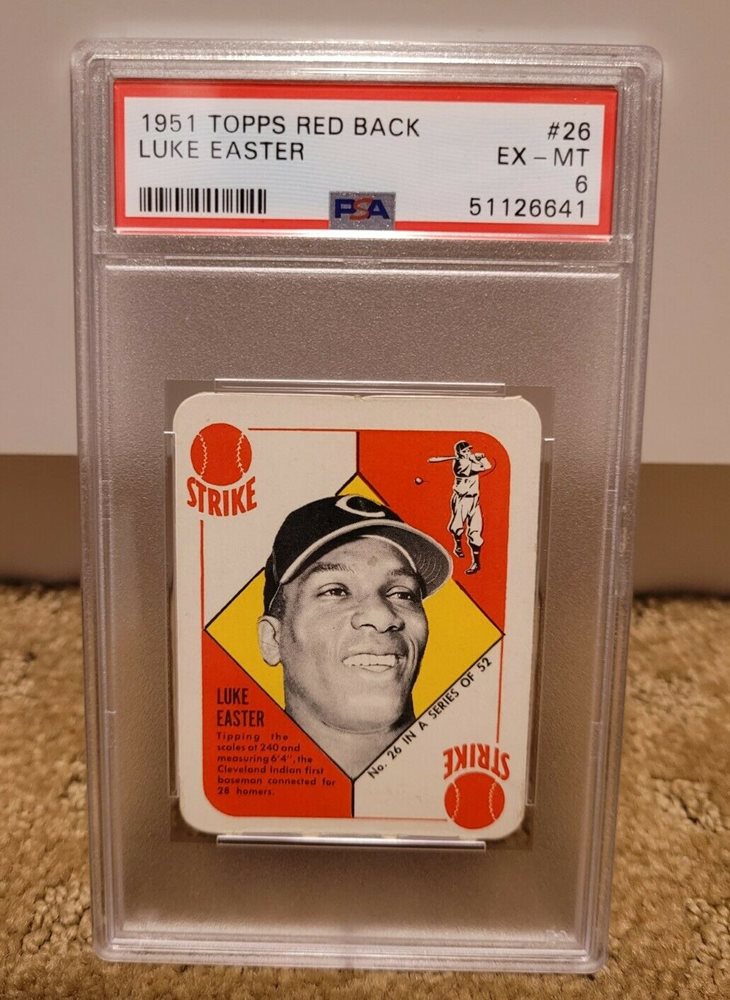 1951 TOPPS RED BACK
#26
LUKE EASTER
EX - MT
6
PSA
51126641
STRIKE
C
LUKE
EASTER
Tipping the
scales at 240 and
measuring 6'4", the
Cleveland Indian first
baseman connected for
28 homers.
No. 26 IN A SERIES OF 52
STRIKE